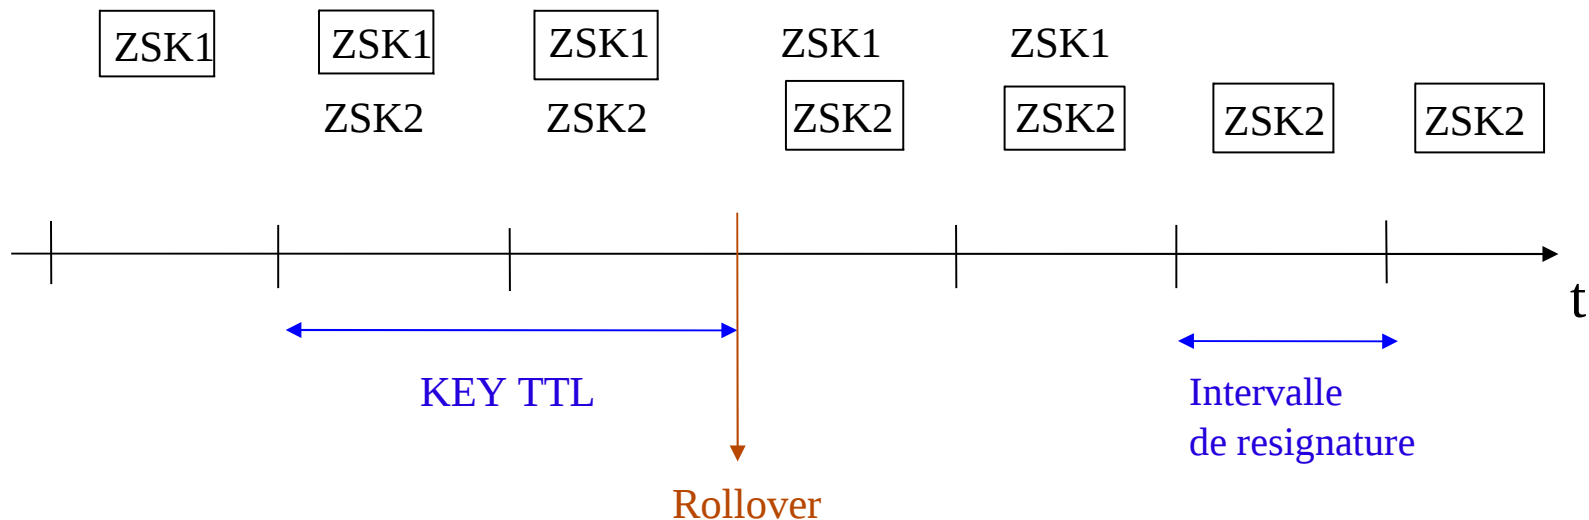 ZSK1 ZSK1 ZSK1 ZSK1 ZSK1
ZSK2 ZSK2 ZSK2 ZSK2 ZSK2 ZSK2
t
KEY TTL
Intervalle
de resignature
Rollover